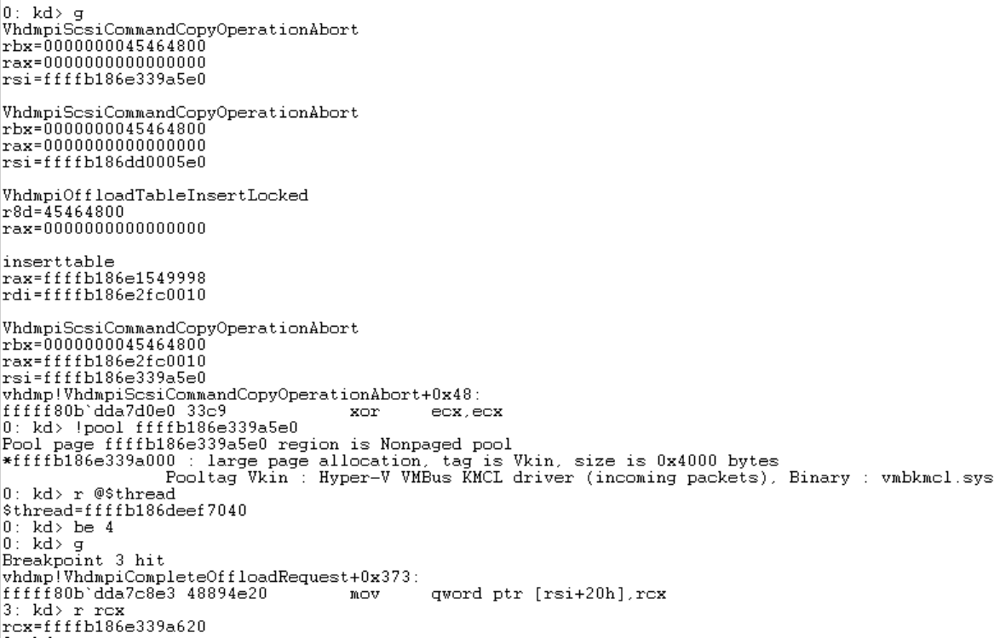 0: kd> g
VhdmpiScsiCommandCopyOperationAbort
rbx=0000000045464800
rax=0000000000000000
rsi=ffffb186e339a5e0
VhdmpiScsiCommandCopyOperationAbort
rbx=0000000045464800
rax=0000000000000000
rsi=ffffb186dd0005e0
VhdmpiOffloadTableInsertLocked
r8d=45464800
rax=0000000000000000
inserttable
rax=ffffb186e1549998
rdi=ffffb186e2fc0010
VhdmpiScsiCommandCopyOperationAbort
rbx=0000000045464800
rax=ffffb186e2fc0010
rsi=ffffb186e339a5e0
vhdmp!VhdmpiScsiCommandCopyOperationAbort+0x48:
fffff80b`dda7d0e0 33c9 xor ecx,ecx
0: kd> !pool ffffb186e339a5e0
Pool page ffffb186e339a5e0 region is Nonpaged pool
*ffffb186e339a000 : large page allocation, tag is Vkin, size is 0x4000 bytes
Pooltag Vkin : Hyper-V VMBus KMCL driver (incoming packets), Binary : vmbkmcl.sys
0: kd> r @$thread
$thread=ffffb186deef7040
0: kd> be 4
0: kd> g
Breakpoint 3 hit
vhdmp!VhdmpiCompleteOffloadRequest+0x373:
fffff80b`dda7c8e3 48894e20 mov qword ptr [rsi+20h],rcx
3: kd> r rcx
rcx=ffffb186e339a620